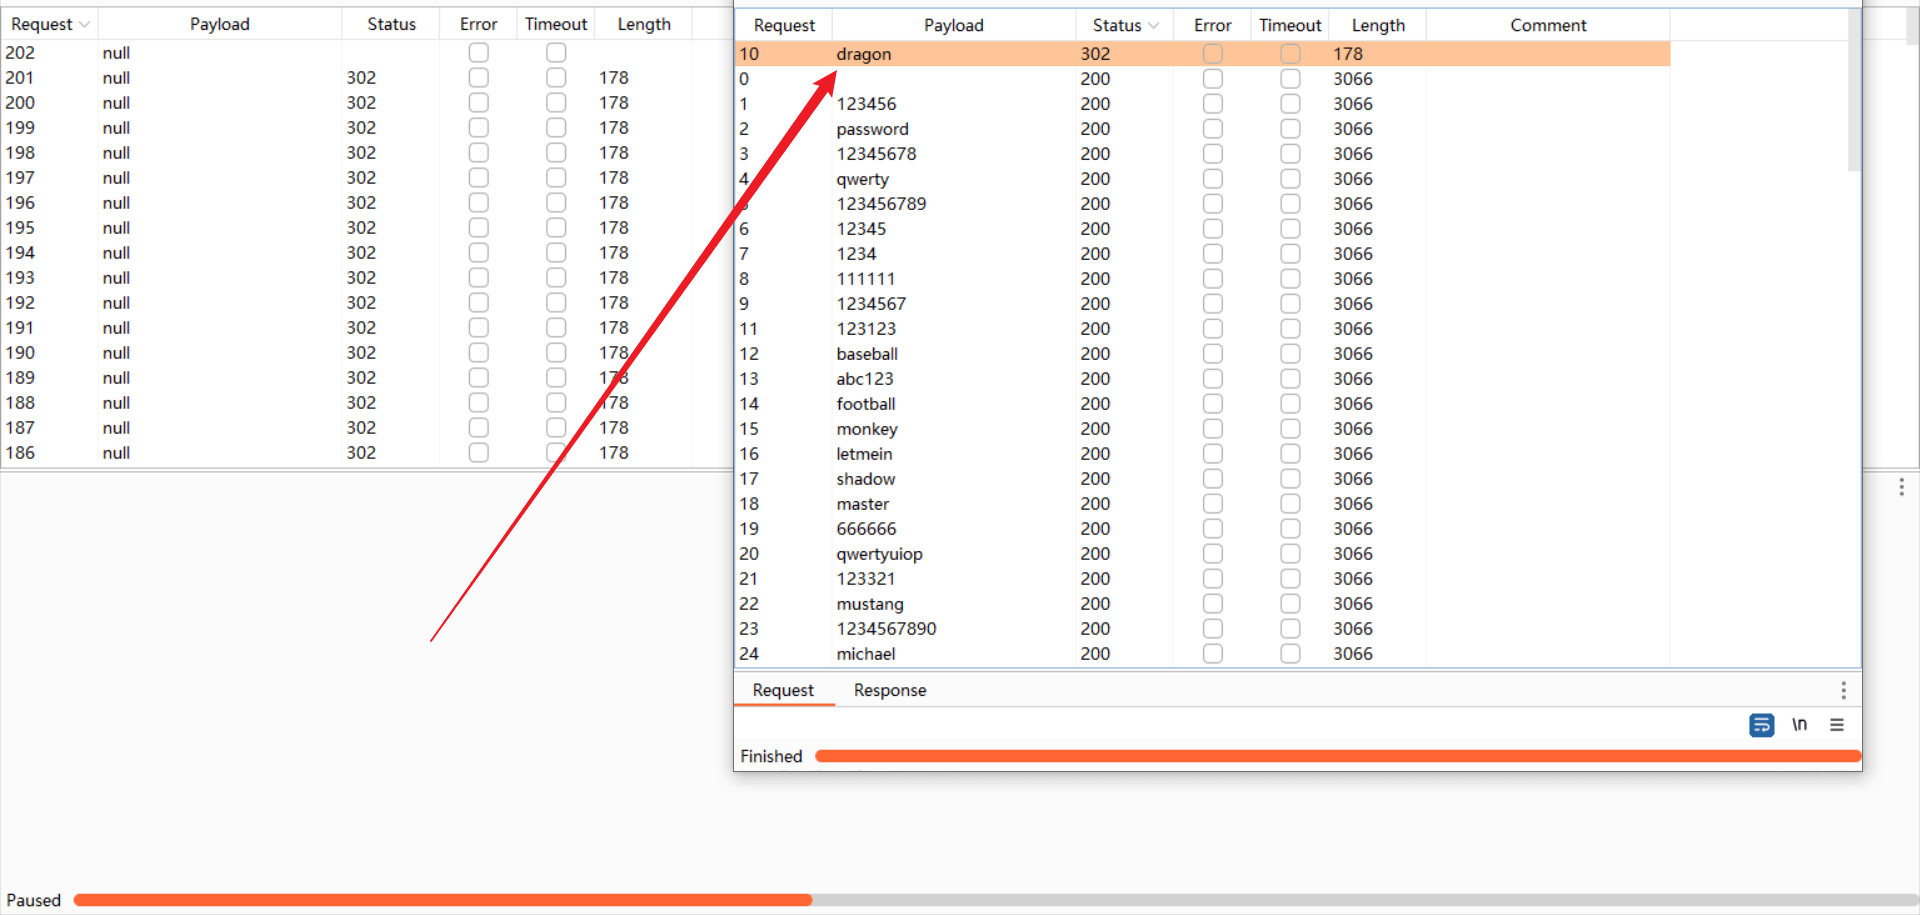 Request Payload Status Error Timeout Length
202 null
201 null 302 178
200 null 302 178
199 null 302 178
198 null 302 178
197 null 302 178
196 null 302 178
195 null 302 178
194 null 302 178
193 null 302 178
192 null 302 178
191 null 302 178
190 null 302 178
189 null 302 178
188 null 302 178
187 null 302 178
186 null 302 178
Paused
Request Payload Status Error Timeout Length Comment
10 dragon 302 178
0 200 3066
1 123456 200 3066
2 password 200 3066
3 12345678 200 3066
4 qwerty 200 3066
5 123456789 200 3066
6 12345 200 3066
7 1234 200 3066
8 111111 200 3066
9 1234567 200 3066
11 123123 200 3066
12 baseball 200 3066
13 abc123 200 3066
14 football 200 3066
15 monkey 200 3066
16 letmein 200 3066
17 shadow 200 3066
18 master 200 3066
19 666666 200 3066
20 qwertyuiop 200 3066
21 123321 200 3066
22 mustang 200 3066
23 1234567890 200 3066
24 michael 200 3066
Request Response
\n
Finished